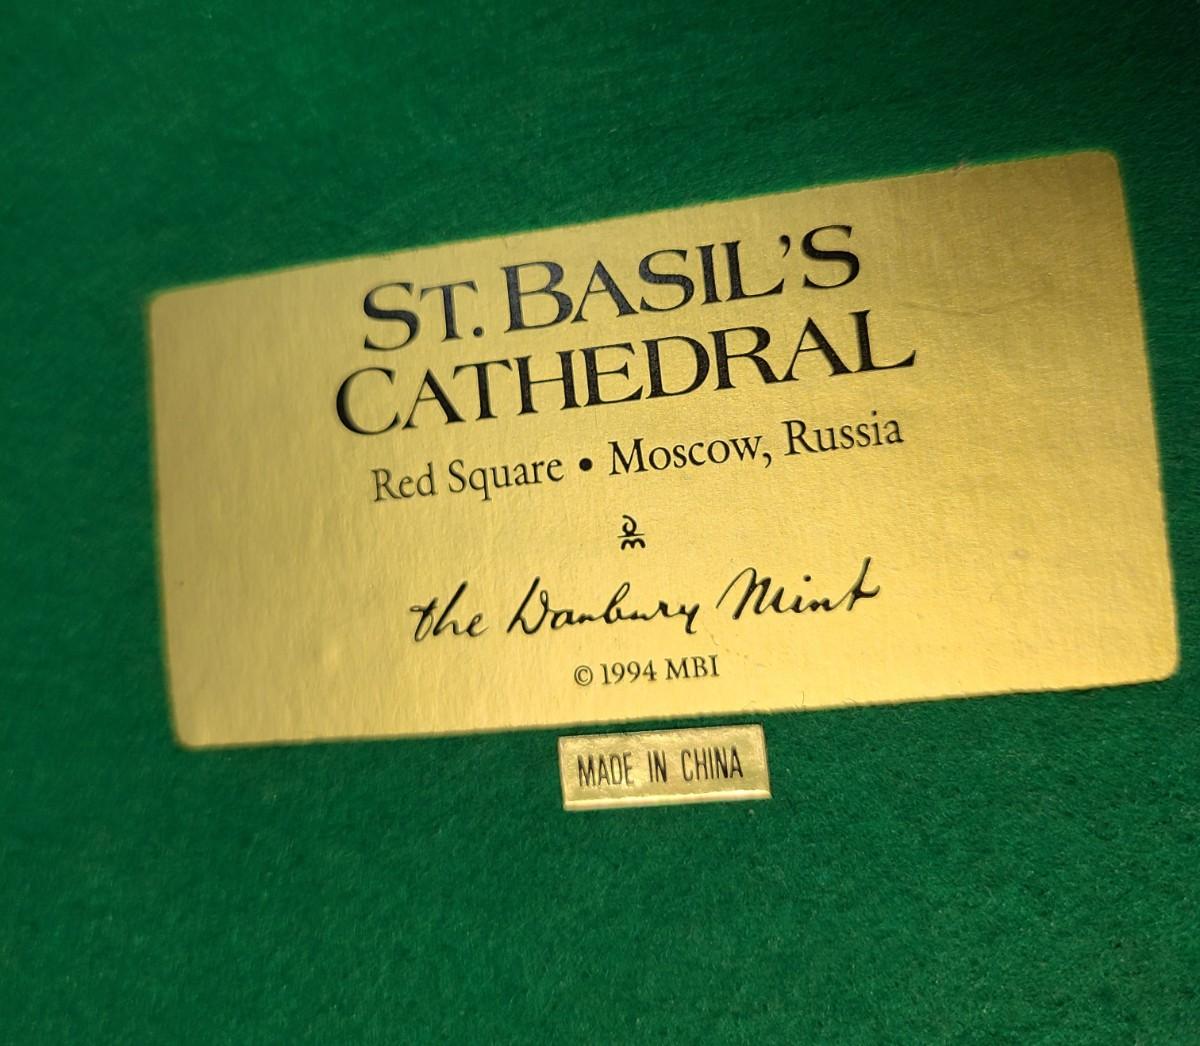 ST. BASIL'S
CATHEDRAL
Red Square • Moscow, Russia
the Danbury Mint
© 1994 MBI
MADE IN CHINA